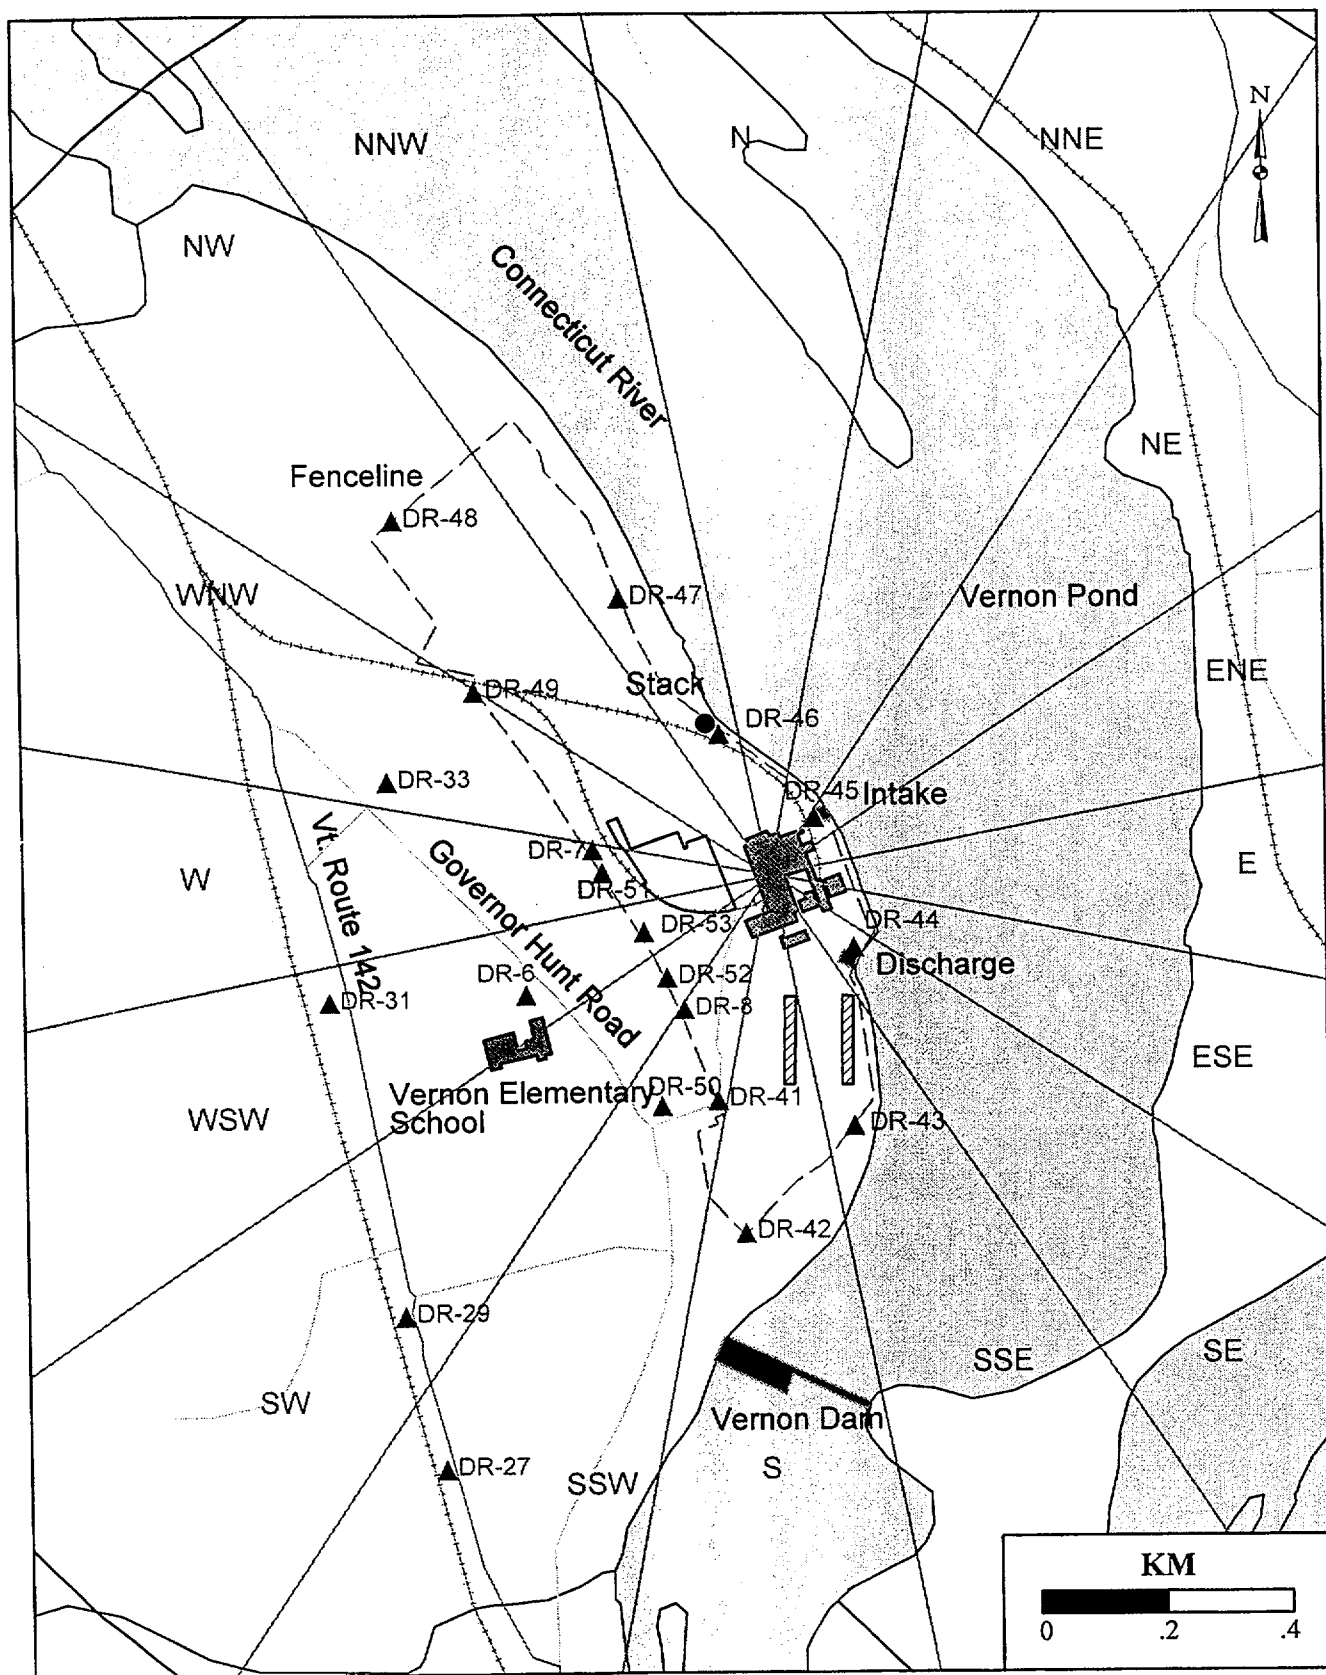 N
NNW
N
NNE
NW
Connecticut River
NE
Fenceline
DR-48
WNW
DR-47
Vernon Pond
ENE
DR-49
Stack
DR-46
DR-33
DR-45
Intake
Vt. Route 142
Governor Hunt Road
DR-7
E
W
DR-51
DR-53
DR-44
Discharge
DR-6
DR-52
DR-31
DR-8
ESE
Vernon Elementary
School
DR-50
DR-41
WSW
DR-43
DR-42
DR-29
SSE
SE
SW
Vernon Dam
DR-27
S
SSW
KM
0 .2 .4